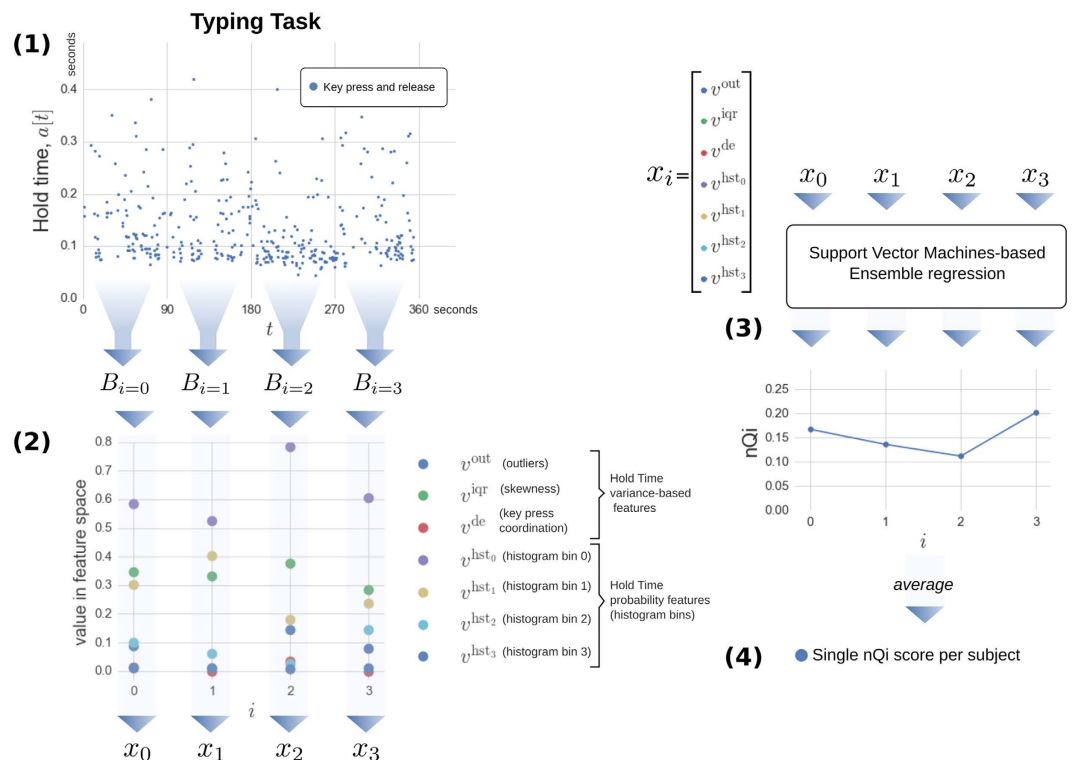 Typing Task
(1)
seconds
Hold time, a[t]
0.4
0.3
0.2
0.1
0.0
Key press and release
0 90 180 270 360 seconds
t
B_{i=0} B_{i=1} B_{i=2} B_{i=3}
(2)
value in feature space
0.8
0.7
0.6
0.5
0.4
0.3
0.2
0.1
0.0
0 1 2 3
i
x_0 x_1 x_2 x_3
v^{out} (outliers)
v^{iqr} (skewness)
v^{de} (key press
coordination)
v^{hst_0} (histogram bin 0)
v^{hst_1} (histogram bin 1)
v^{hst_2} (histogram bin 2)
v^{hst_3} (histogram bin 3)
Hold Time
variance-based
features
Hold Time
probability features
(histogram bins)
x_i=
v^{out}
v^{iqr}
v^{de}
v^{hst_0}
v^{hst_1}
v^{hst_2}
v^{hst_3}
x_0 x_1 x_2 x_3
Support Vector Machines-based
Ensemble regression
(3)
nQi
0.25
0.20
0.15
0.10
0.05
0.00
0 1 2 3
i
average
(4)
Single nQi score per subject